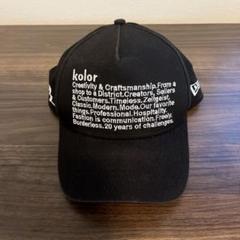 kolor
Creativity & Craftsmanship.From a
shop to a District.Creators, Sellers
& Customers.Timeless. Zeitgeist.
Classic.Modern.Mode.Our favorite
things.Professional.Hospitality.
Fashion is communication. Freely.
Borderless. 20 years of challenges.